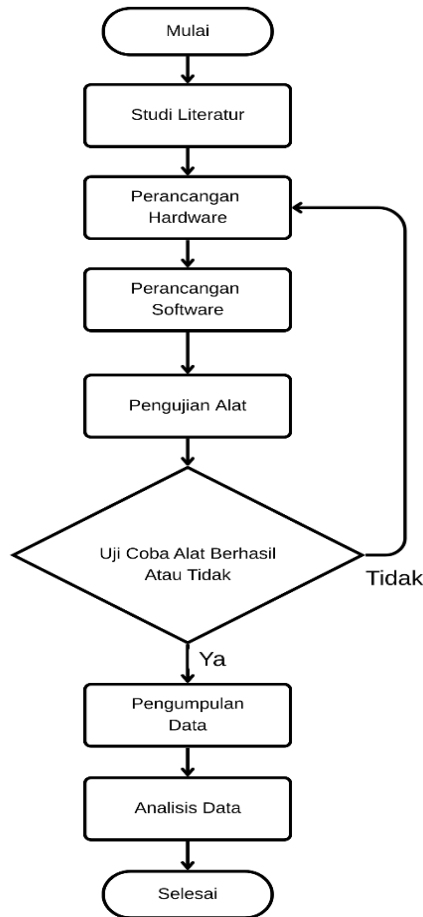 Mulai
Studi Literatur
Perancangan
Hardware
Perancangan
Software
Pengujian Alat
Uji Coba Alat Berhasil
Atau Tidak
Tidak
Ya
Pengumpulan
Data
Analisis Data
Selesai